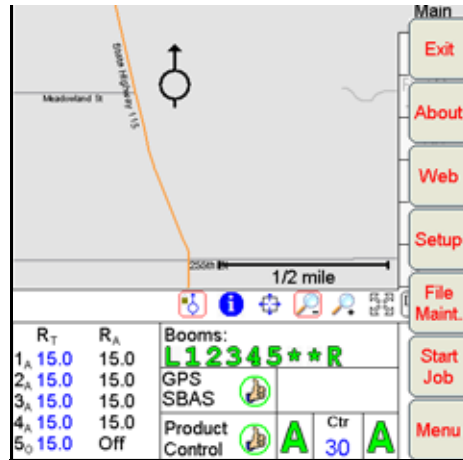 Main
Exit
State Highway 115
Meadowland St
About
Web
Setup
255th
1/2 mile
File
Maint.
RT RA
1A 15.0 15.0
2A 15.0 15.0
3A 15.0 15.0
4A 15.0 15.0
5O 15.0 Off
Booms:
L12345**R
GPS
SBAS
Product
Control
A Ctr A
30
Start
Job
Menu